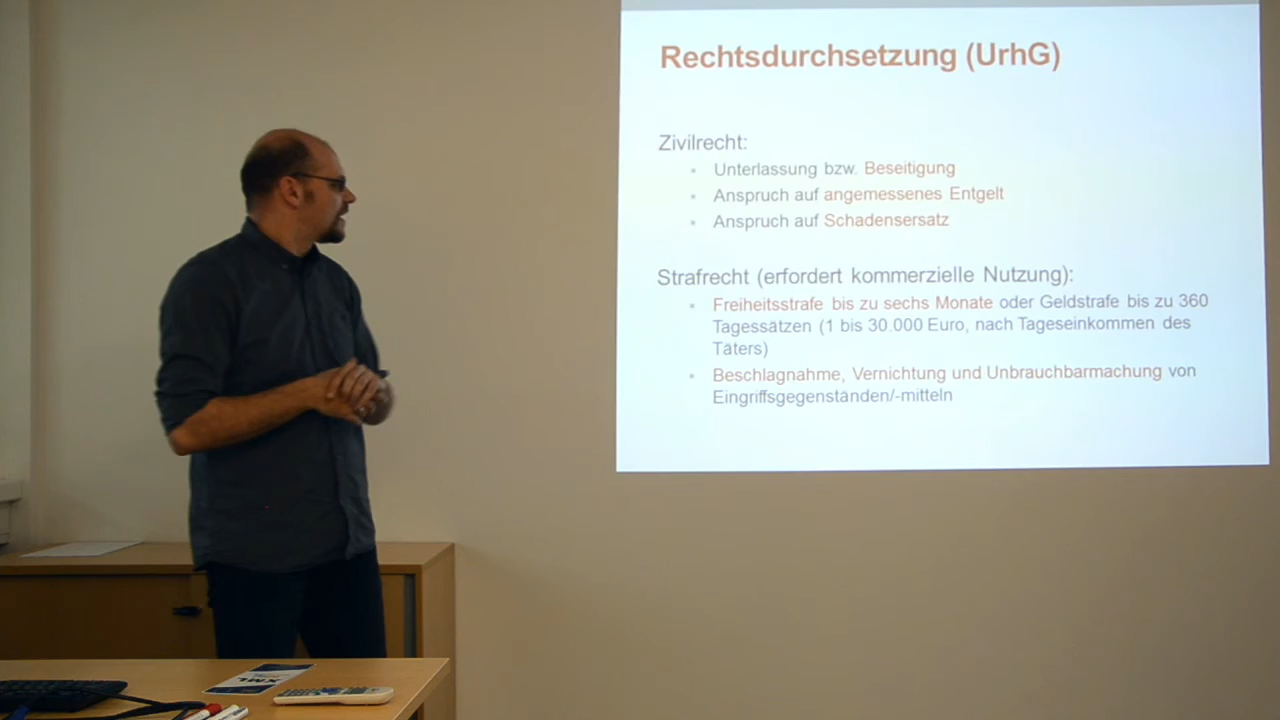 Rechtsdurchsetzung (UrhG)
Zivilrecht:
Unterlassung bzw. Beseitigung
Anspruch auf angemessenes Entgelt
Anspruch auf Schadensersatz
Strafrecht (erfordert kommerzielle Nutzung):
Freiheitsstrafe bis zu sechs Monate oder Geldstrafe bis zu 360
Tagessätzen (1 bis 30.000 Euro, nach Tageseinkommen des
Täters)
Beschlagnahme, Vernichtung und Unbrauchbarmachung von
Eingriffsgegenständen/-mitteln
XML